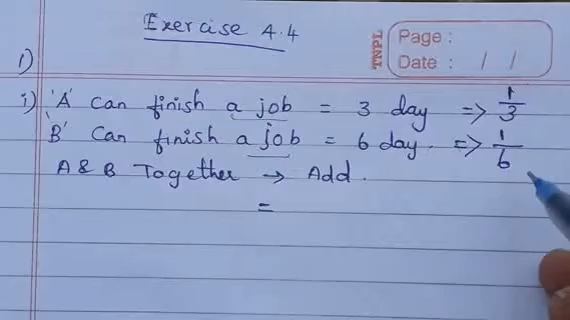 Exercise 4.4
TNPL
Page :
Date : / /
1)
i) 'A' Can finish a job = 3 day => 1/3
'B' Can finish a job = 6 day. => 1/6
A & B Together → Add.
=